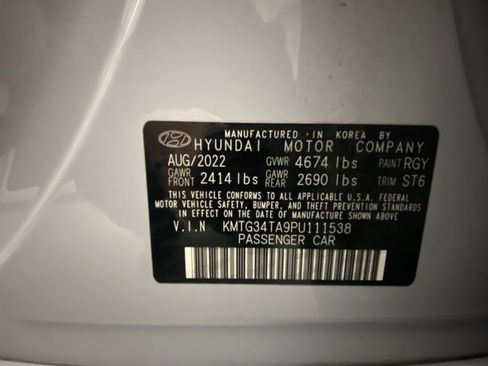 MANUFACTURED IN KOREA BY
HYUNDAI MOTOR COMPANY
AUG/2022 GVWR 4674 lbs PAINT RGY
GAWR FRONT 2414 lbs GAWR REAR 2690 lbs TRIM ST6
THIS VEHICLE CONFORMS TO ALL APPLICABLE U.S.A. FEDERAL
MOTOR VEHICLE SAFETY, BUMPER, AND THEFT PREVENTION
STANDARDS IN EFFECT ON THE DATE OF MANUFACTURE SHOWN ABOVE.
V.I.N KMTG34TA9PU111538
PASSENGER CAR